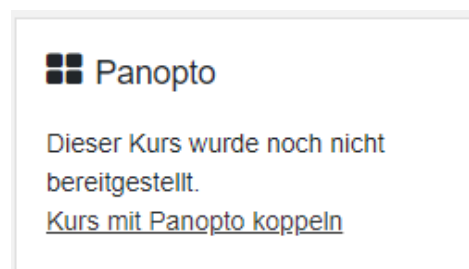 Panopto
Dieser Kurs wurde noch nicht
bereitgestellt.
Kurs mit Panopto koppeln